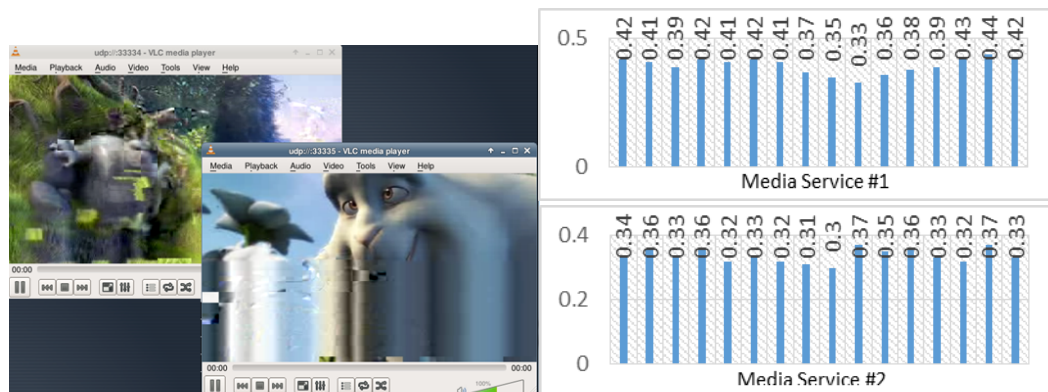 udp://:33334 - VLC media player
Media Playback Audio Video Tools View Help
00:00
udp://:33335 - VLC media player
Media Playback Audio Video Tools View Help
00:00 00:00
100%
0.5
0
0.42 0.41 0.39 0.42 0.41 0.42 0.41 0.37 0.35 0.33 0.36 0.38 0.39 0.43 0.44 0.42
Media Service #1
0.4
0.2
0
0.34 0.36 0.33 0.36 0.32 0.33 0.32 0.31 0.3 0.37 0.35 0.36 0.33 0.32 0.37 0.33
Media Service #2